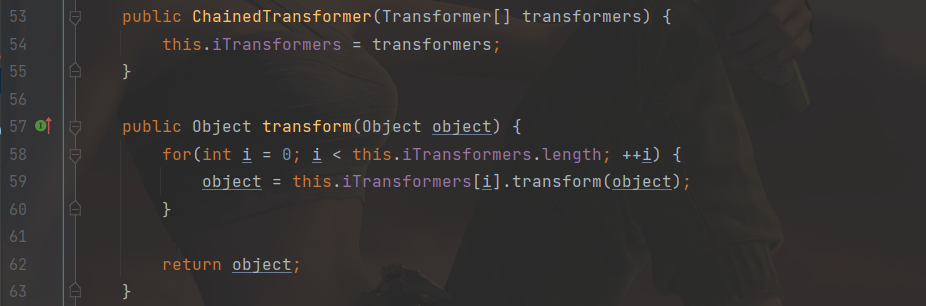 53 public ChainedTransformer(Transformer[] transformers) {
54 this.iTransformers = transformers;
55 }
56
57 public Object transform(Object object) {
58 for(int i = 0; i < this.iTransformers.length; ++i) {
59 object = this.iTransformers[i].transform(object);
60 }
61
62 return object;
63 }